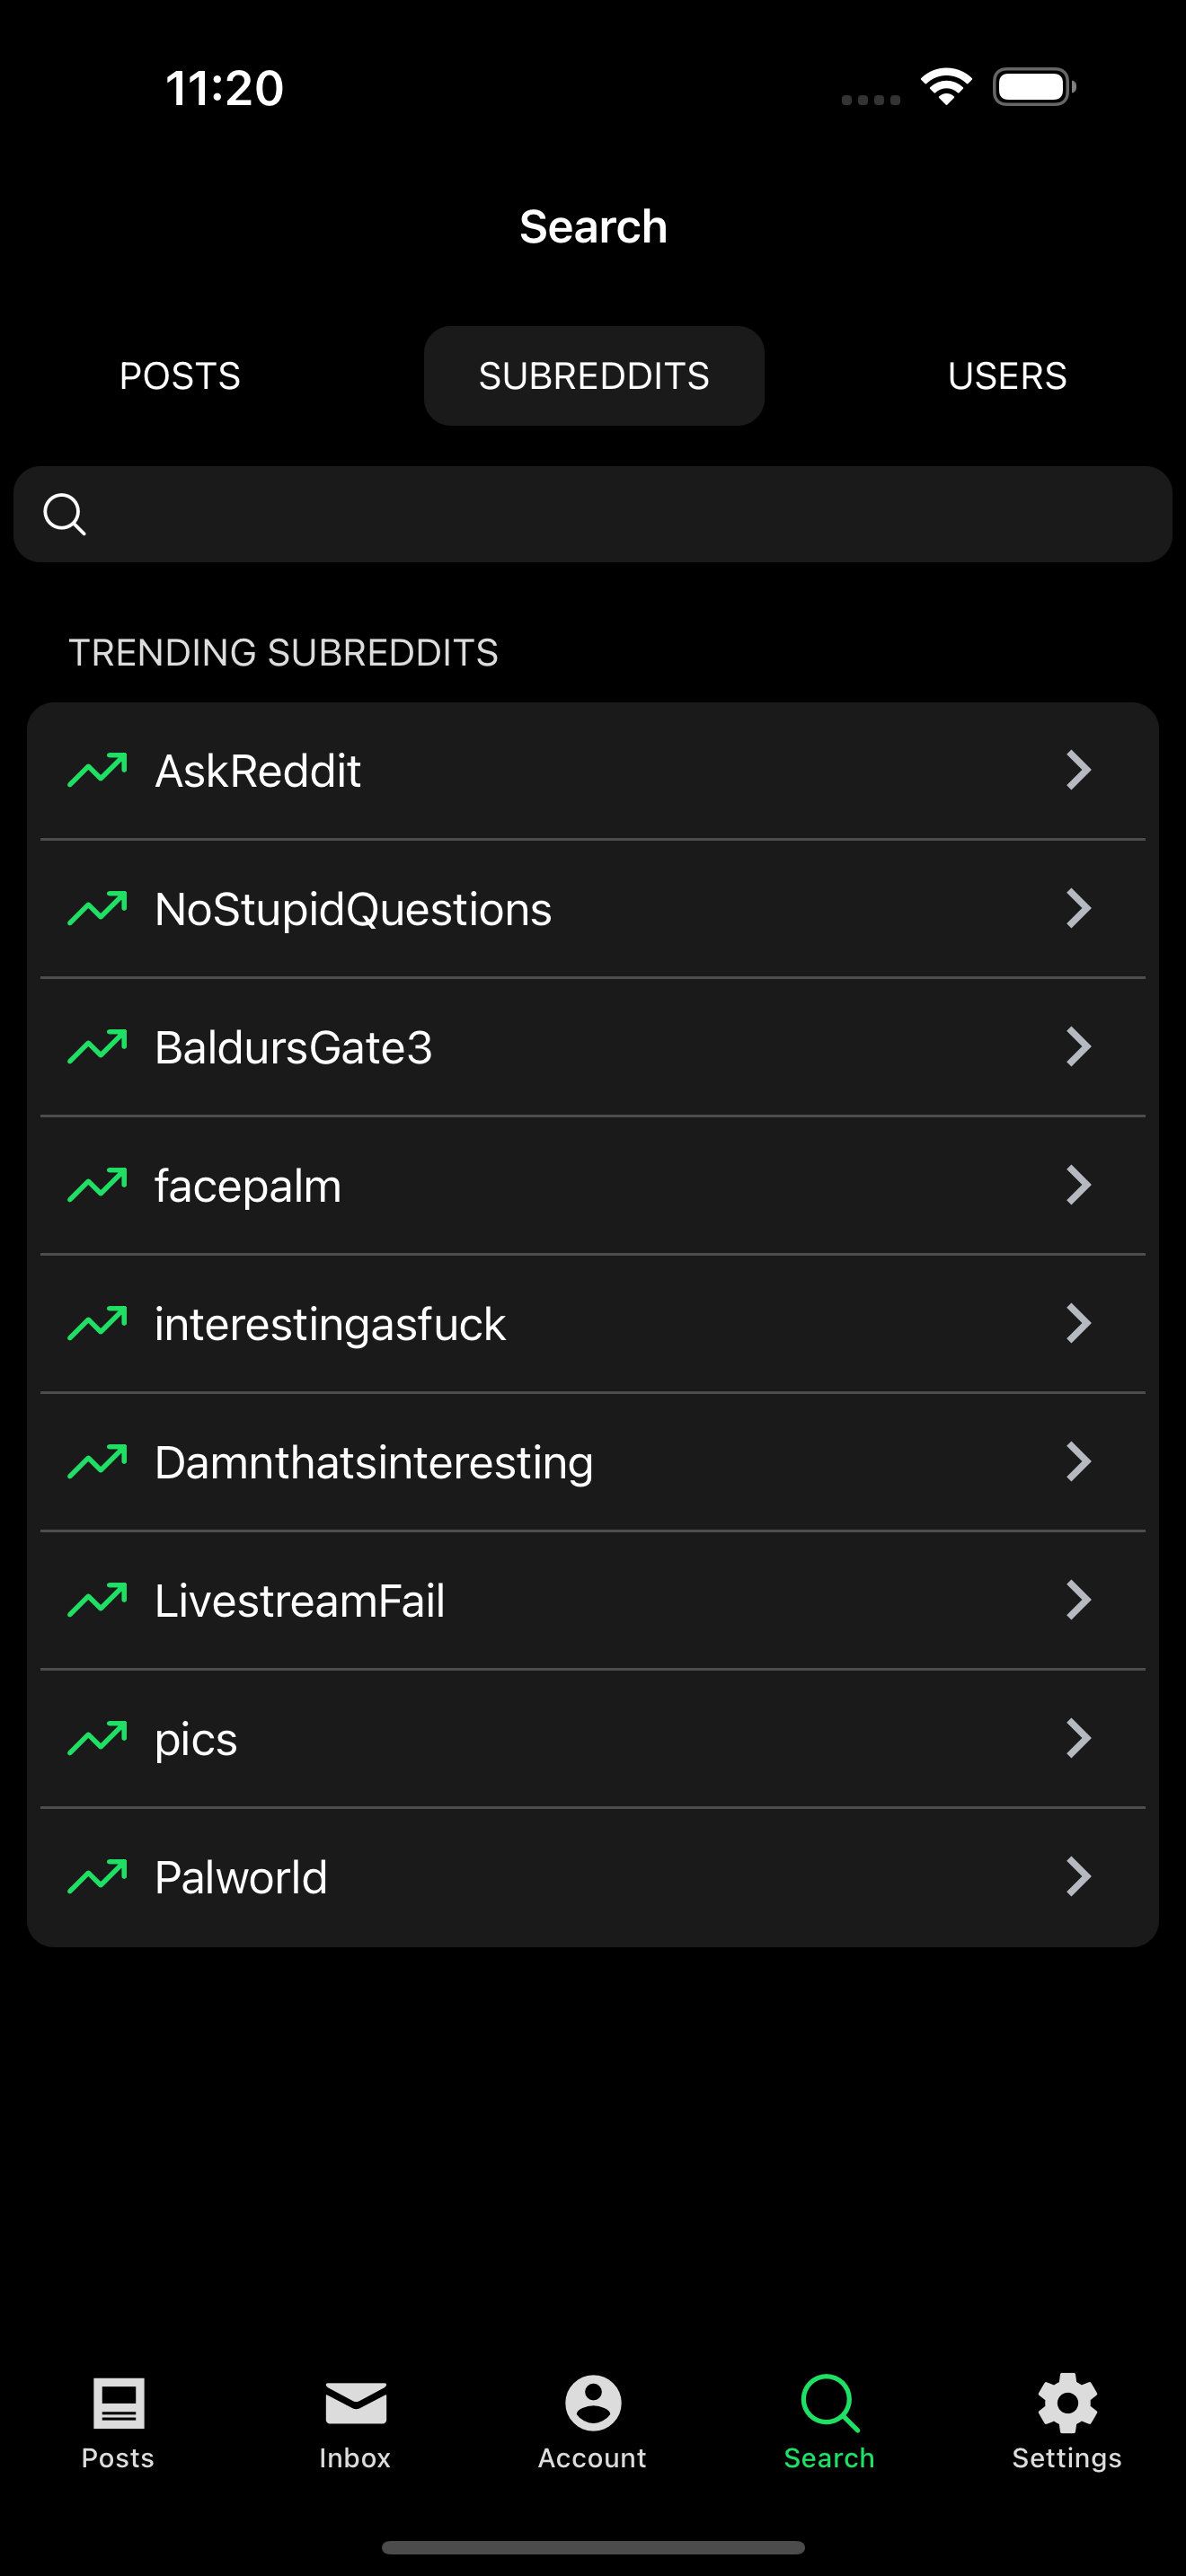 11:20
Search
POSTS SUBREDDITS USERS
TRENDING SUBREDDITS
AskReddit
NoStupidQuestions
BaldursGate3
facepalm
interestingasfuck
Damnthatsinteresting
LivestreamFail
pics
Palworld
Posts Inbox Account Search Settings